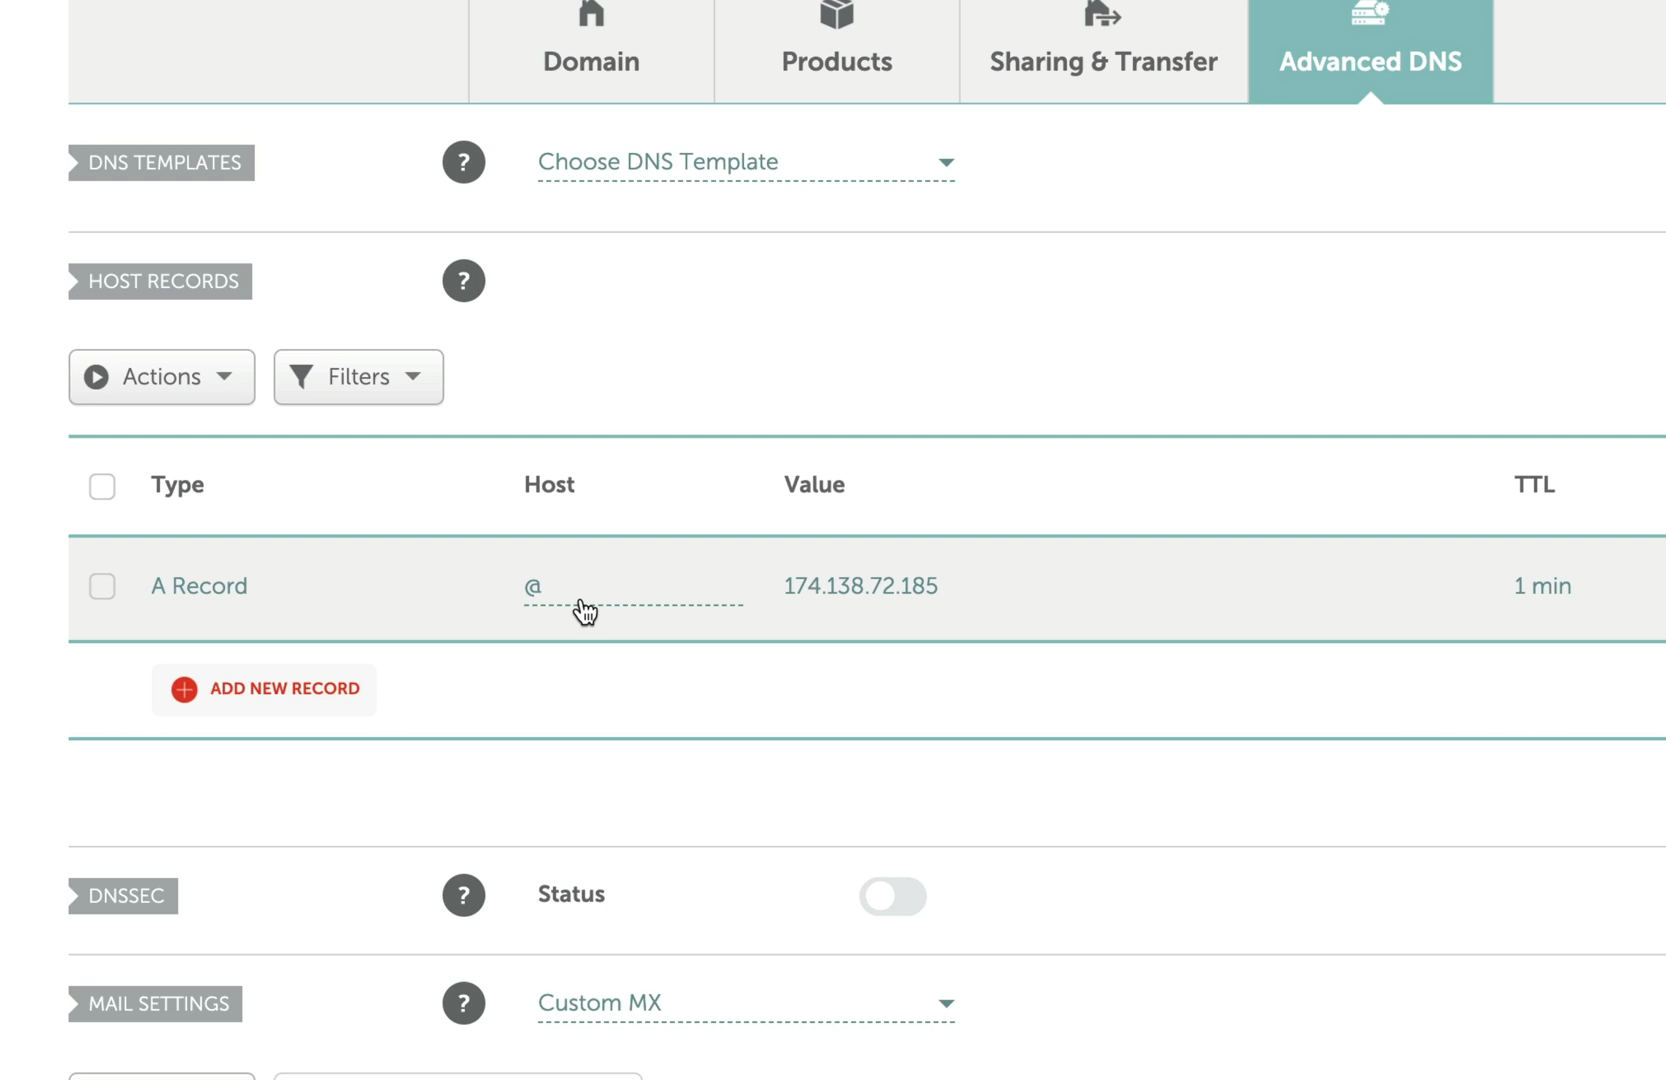 Domain
Products
Sharing & Transfer
Advanced DNS
DNS TEMPLATES
?
Choose DNS Template
HOST RECORDS
?
Actions
Filters
Type
Host
Value
TTL
A Record
@
174.138.72.185
1 min
ADD NEW RECORD
DNSSEC
?
Status
MAIL SETTINGS
?
Custom MX